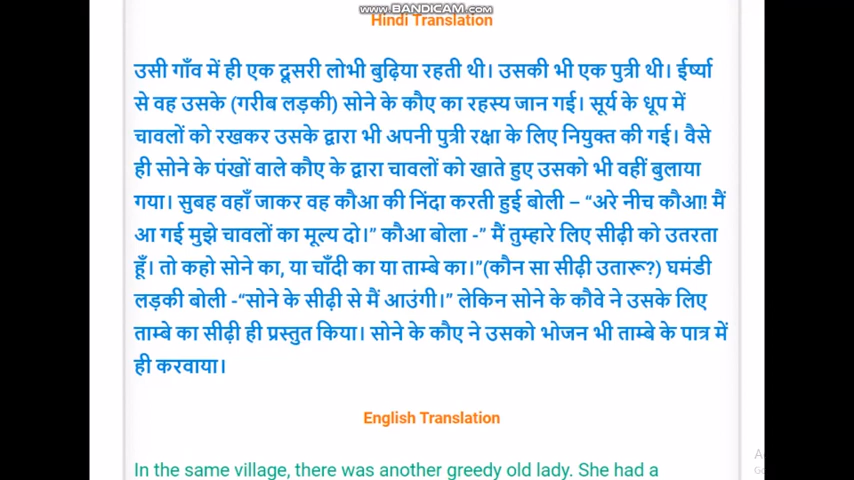 www.BANDICAM.com
Hindi Translation
उसी गाँव में ही एक दूसरी लोभी बुढ़िया रहती थी। उसकी भी एक पुत्री थी। ईर्ष्या
से वह उसके (गरीब लड़की) सोने के कौए का रहस्य जान गई। सूर्य के धूप में
चावलों को रखकर उसके द्वारा भी अपनी पुत्री रक्षा के लिए नियुक्त की गई। वैसे
ही सोने के पंखों वाले कौए के द्वारा चावलों को खाते हुए उसको भी वहीं बुलाया
गया। सुबह वहाँ जाकर वह कौआ की निंदा करती हुई बोली – “अरे नीच कौआ! मैं
आ गई मुझे चावलों का मूल्य दो।” कौआ बोला -” मैं तुम्हारे लिए सीढ़ी को उतरता
हूँ। तो कहो सोने का, या चाँदी का या ताम्बे का।”(कौन सा सीढ़ी उतारू?) घमंडी
लड़की बोली -“सोने के सीढ़ी से मैं आउंगी।” लेकिन सोने के कौवे ने उसके लिए
ताम्बे का सीढ़ी ही प्रस्तुत किया। सोने के कौए ने उसको भोजन भी ताम्बे के पात्र में
ही करवाया।
English Translation
In the same village, there was another greedy old lady. She had a